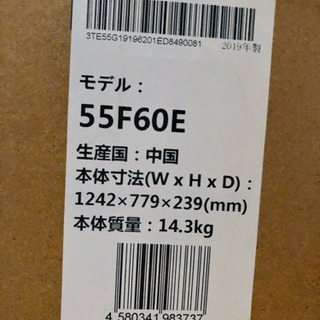 3TE55G19196201ED8490081
2019年製
モデル：
55F60E
生産国：中国
本体寸法(W x H x D)：
1242×779×239(mm)
本体質量：14.3kg
4 580341 983737